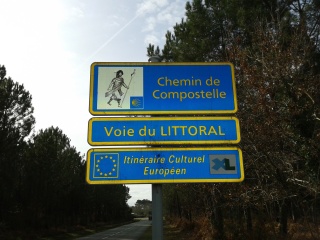 Chemin de
Compostelle
Voie du LITTORAL
Itinéraire Culturel
Européen